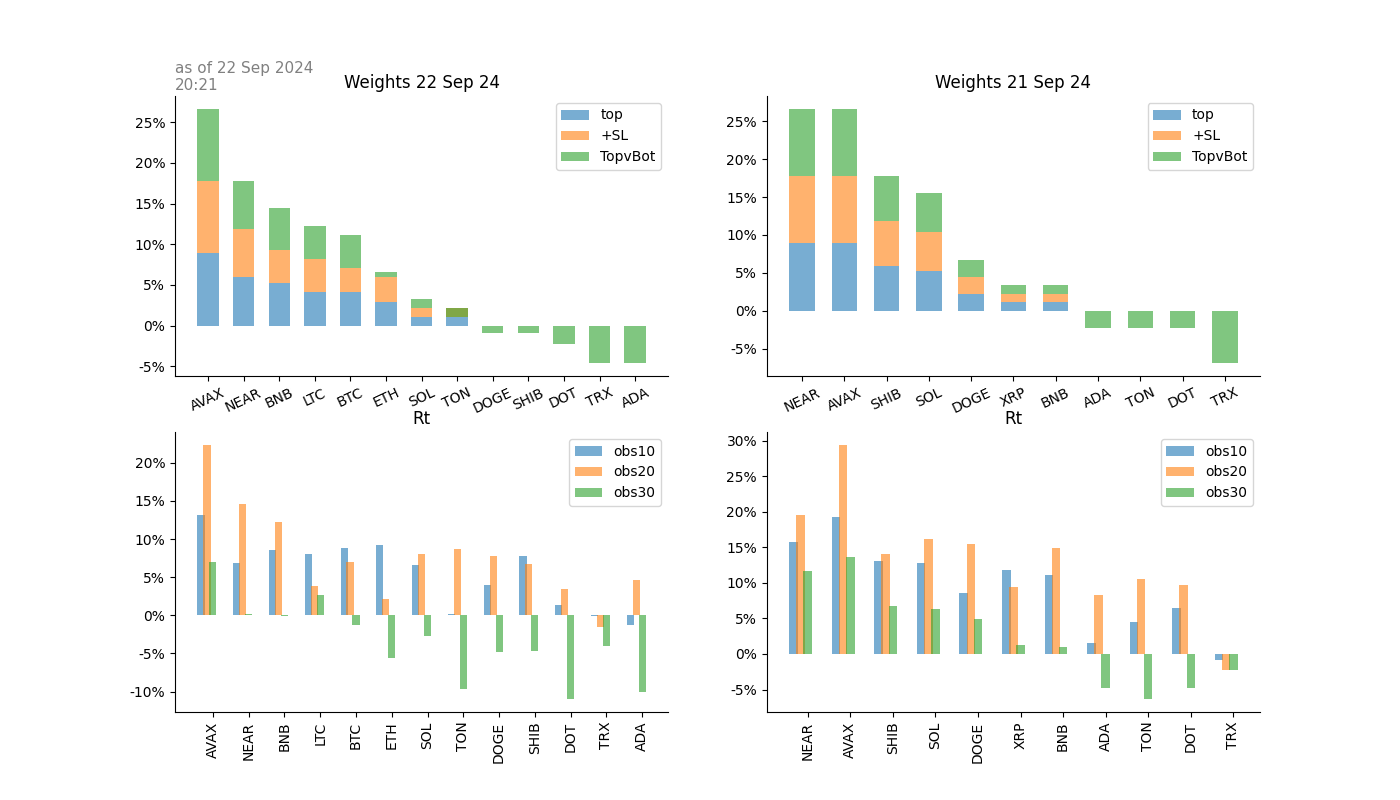 as of 22 Sep 2024
20:21
Weights 22 Sep 24
25%
20%
15%
10%
5%
0%
-5%
top
+SL
TopvBot
AVAX NEAR BNB LTC BTC ETH SOL TON DOGE SHIB DOT TRX ADA
Weights 21 Sep 24
25%
20%
15%
10%
5%
0%
-5%
top
+SL
TopvBot
NEAR AVAX SHIB SOL DOGE XRP BNB ADA TON DOT TRX
Rt
20%
15%
10%
5%
0%
-5%
-10%
obs10
obs20
obs30
AVAX NEAR BNB LTC BTC ETH SOL TON DOGE SHIB DOT TRX ADA
Rt
30%
25%
20%
15%
10%
5%
0%
-5%
obs10
obs20
obs30
NEAR AVAX SHIB SOL DOGE XRP BNB ADA TON DOT TRX